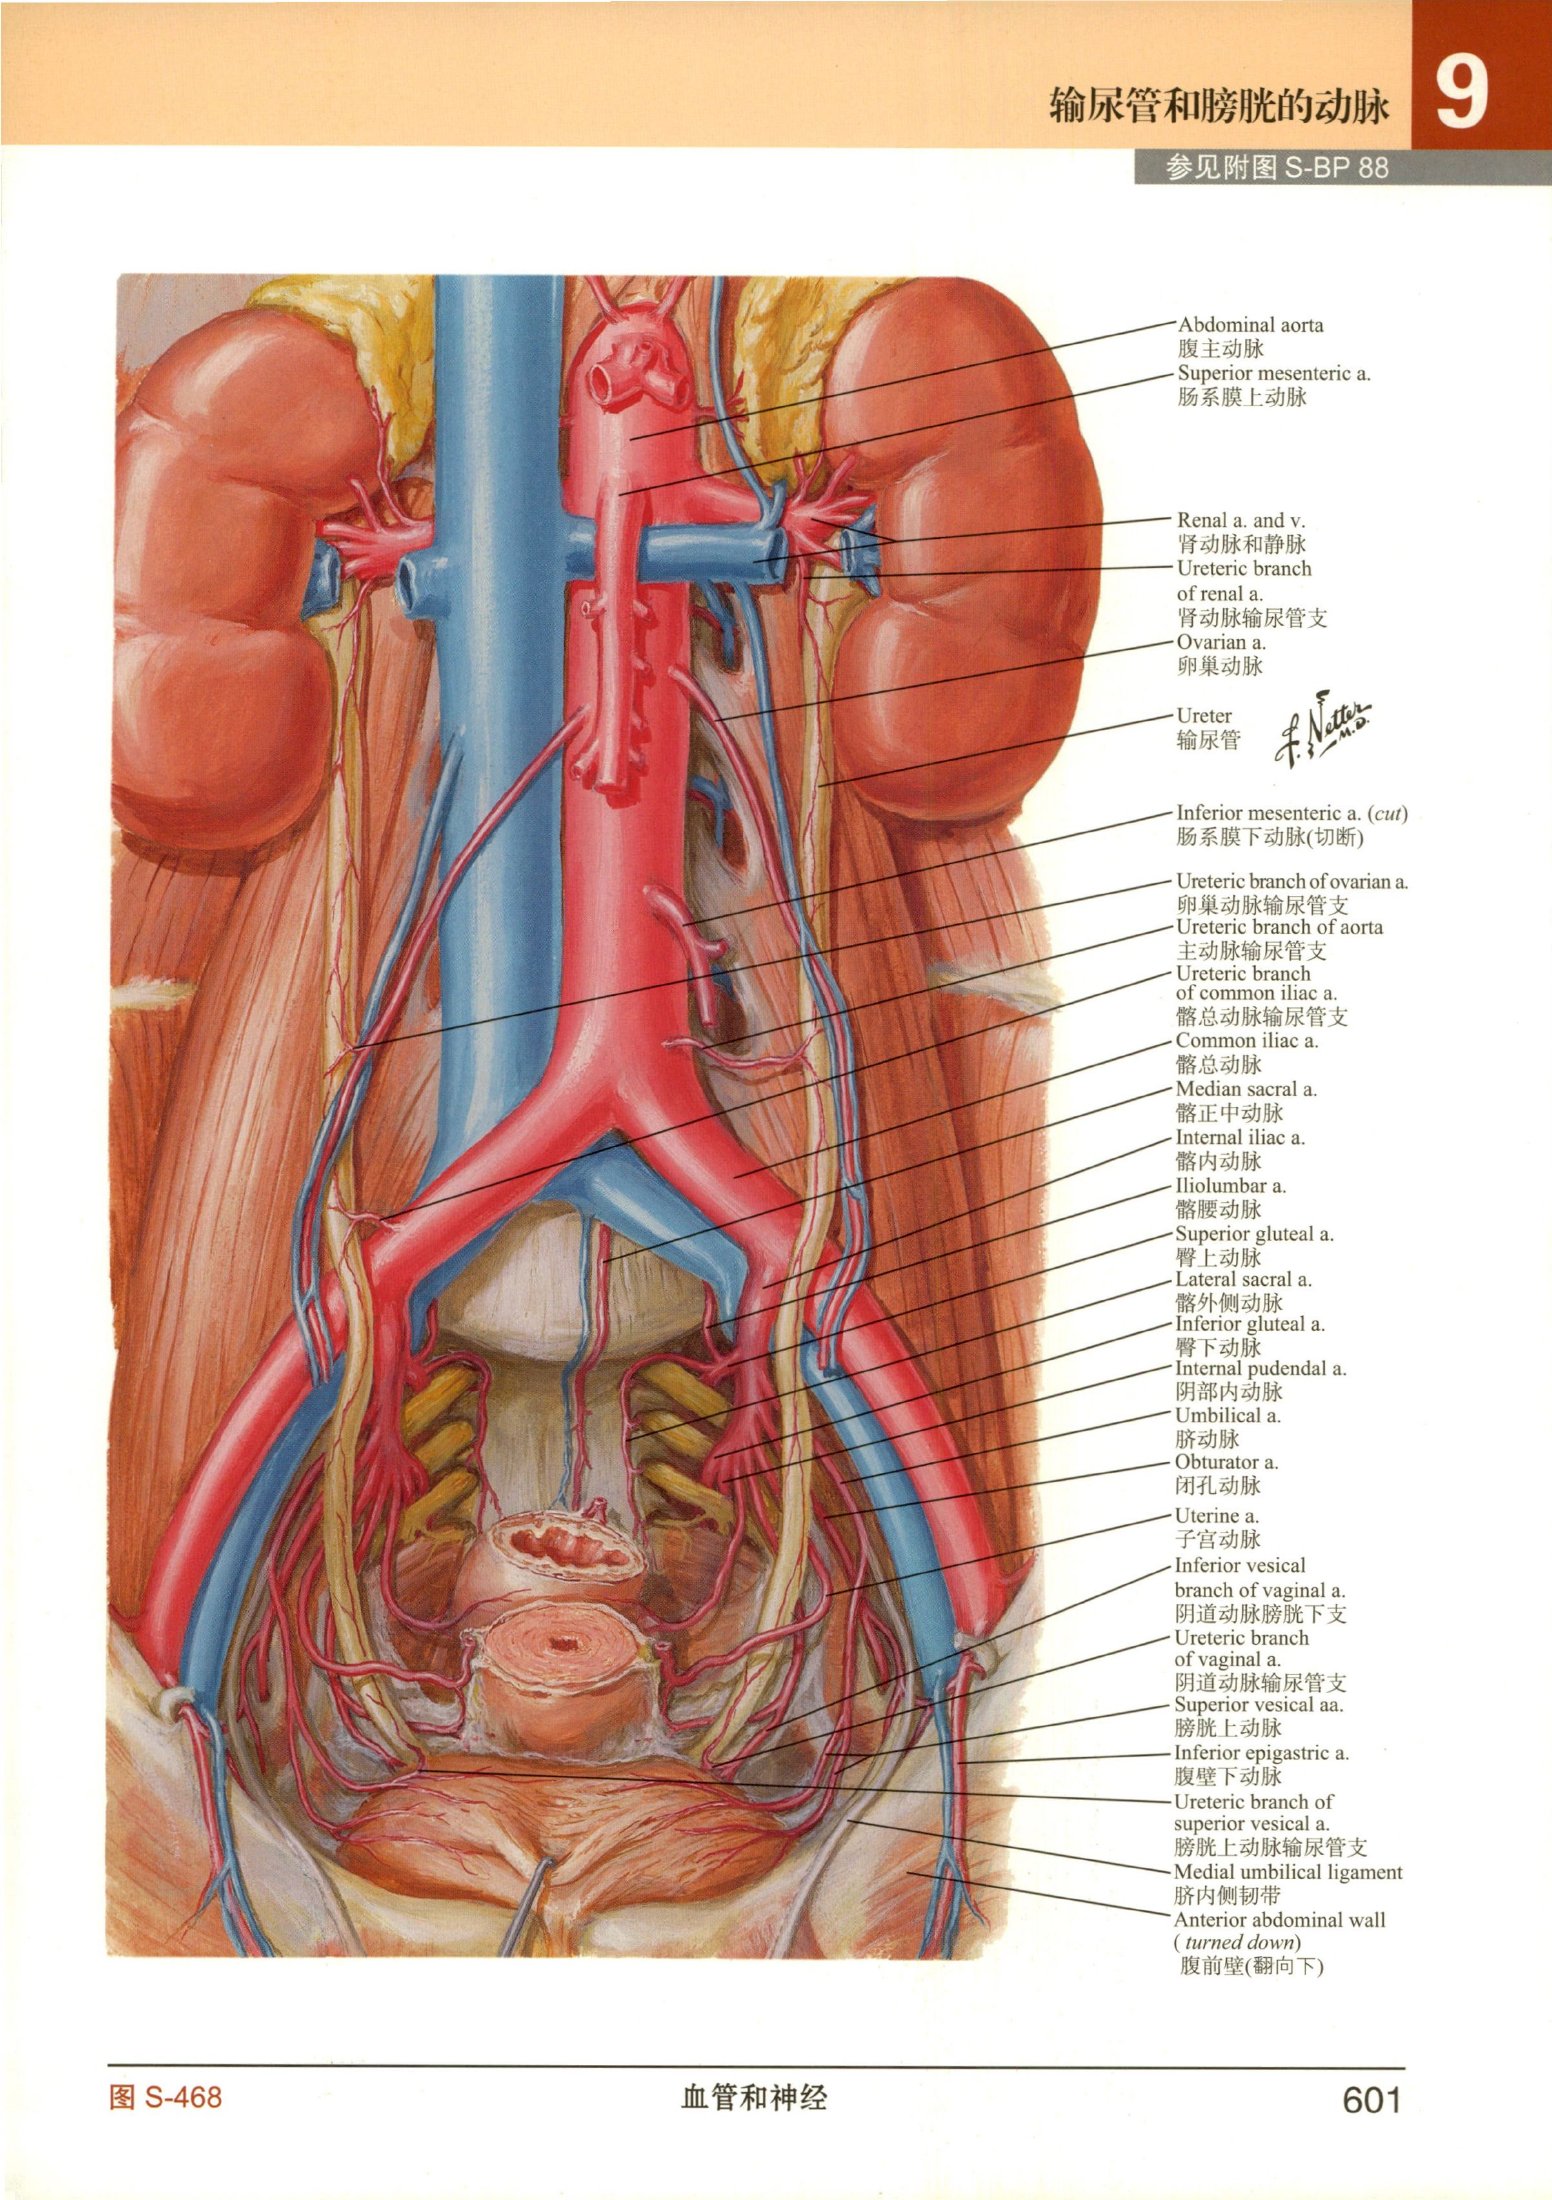 输尿管和膀胱的动脉
9
参见附图 S-BP 88
Abdominal aorta
腹主动脉
Superior mesenteric a.
肠系膜上动脉
Renal a. and v.
肾动脉和静脉
Ureteric branch
of renal a.
肾动脉输尿管支
Ovarian a.
卵巢动脉
Ureter
输尿管
F. Netter
M.D.
Inferior mesenteric a. (cut)
肠系膜下动脉(切断)
Ureteric branch of ovarian a.
卵巢动脉输尿管支
Ureteric branch of aorta
主动脉输尿管支
Ureteric branch
of common iliac a.
髂总动脉输尿管支
Common iliac a.
髂总动脉
Median sacral a.
骶正中动脉
Internal iliac a.
髂内动脉
Iliolumbar a.
髂腰动脉
Superior gluteal a.
臀上动脉
Lateral sacral a.
骶外侧动脉
Inferior gluteal a.
臀下动脉
Internal pudendal a.
阴部内动脉
Umbilical a.
脐动脉
Obturator a.
闭孔动脉
Uterine a.
子宫动脉
Inferior vesical
branch of vaginal a.
阴道动脉膀胱下支
Ureteric branch
of vaginal a.
阴道动脉输尿管支
Superior vesical aa.
膀胱上动脉
Inferior epigastric a.
腹壁下动脉
Ureteric branch of
superior vesical a.
膀胱上动脉输尿管支
Medial umbilical ligament
脐内侧韧带
Anterior abdominal wall
( turned down)
腹前壁(翻向下)
图 S-468
血管和神经
601